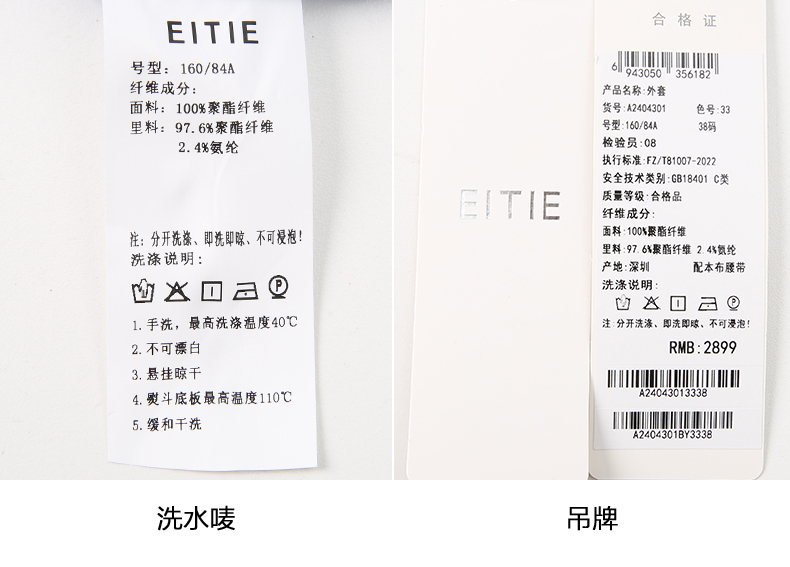 EITIE
号型: 160/84A
纤维成分:
面料: 100%聚酯纤维
里料: 97.6%聚酯纤维
2.4%氨纶
注: 分开洗涤、即洗即晾、不可浸泡!
洗涤说明:
P
1.手洗，最高洗涤温度40℃
2.不可漂白
3.悬挂晾干
4.熨斗底板最高温度110℃
5.缓和干洗
洗水唛
EITIE
合格证
6 943050 356182
产品名称:外套
货号:A2404301 色号:33
号型:160/84A 38码
检验员:08
执行标准:FZ/T81007-2022
安全技术类别:GB18401 C类
质量等级:合格品
纤维成分:
面料:100%聚酯纤维
里料:97.6%聚酯纤维 2.4%氨纶
产地:深圳 配本布腰带
洗涤说明:
P
注:分开洗涤、即洗即晾、不可浸泡!
RMB:2899
A24043013338
A2404301BY3338
吊牌